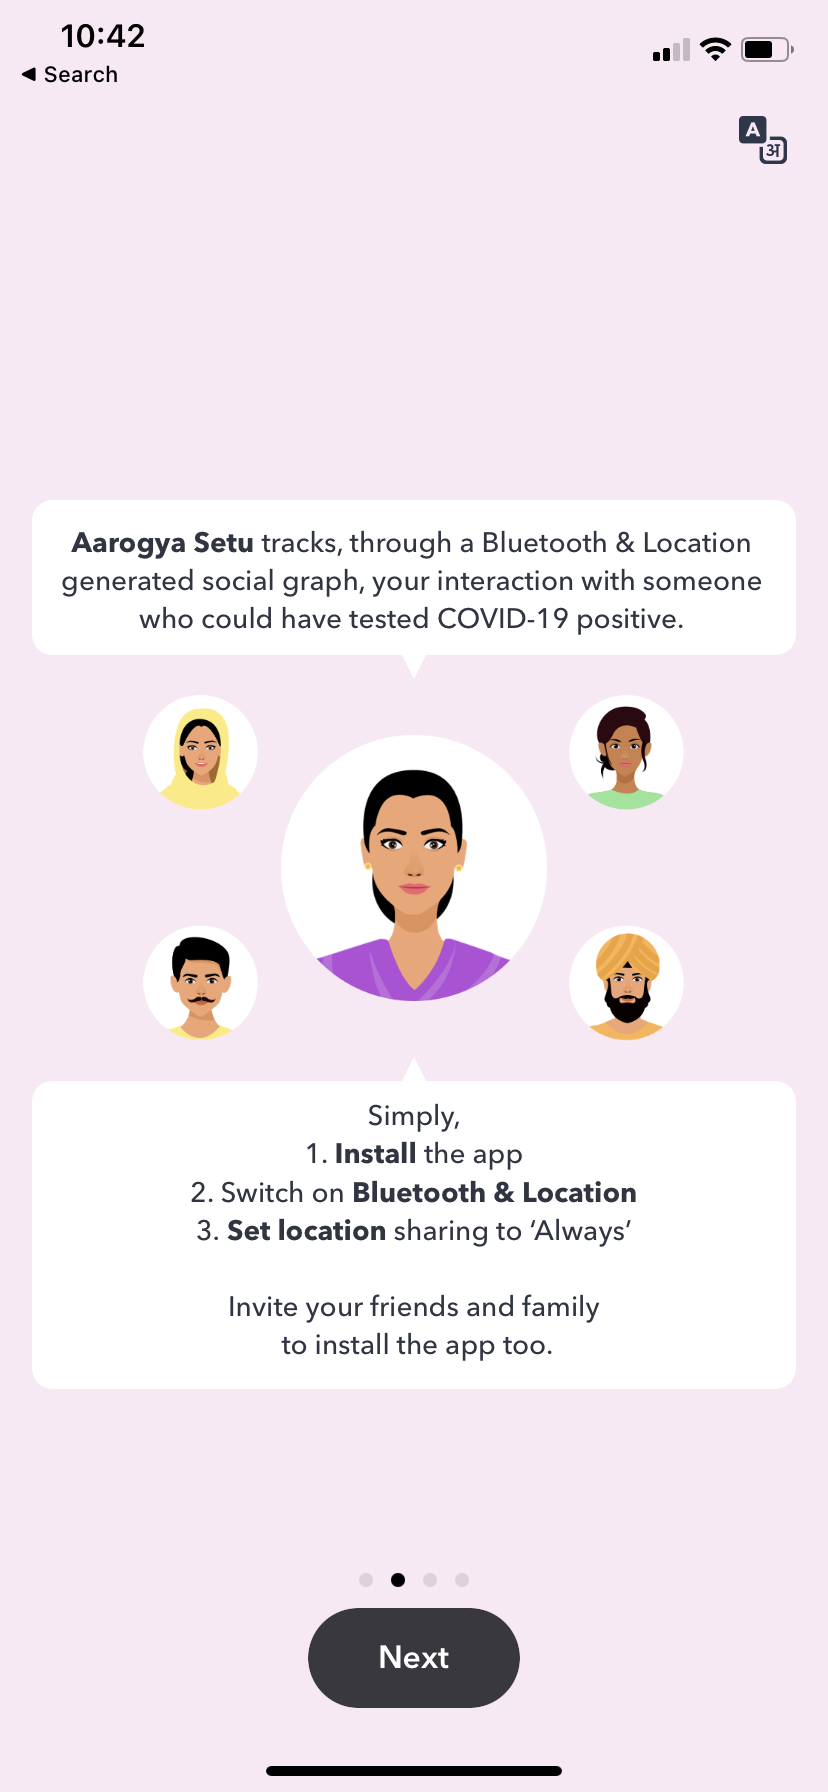 10:42
◀ Search
A
अ
Aarogya Setu tracks, through a Bluetooth & Location
generated social graph, your interaction with someone
who could have tested COVID-19 positive.
Simply,
1. Install the app
2. Switch on Bluetooth & Location
3. Set location sharing to ‘Always’
Invite your friends and family
to install the app too.
Next